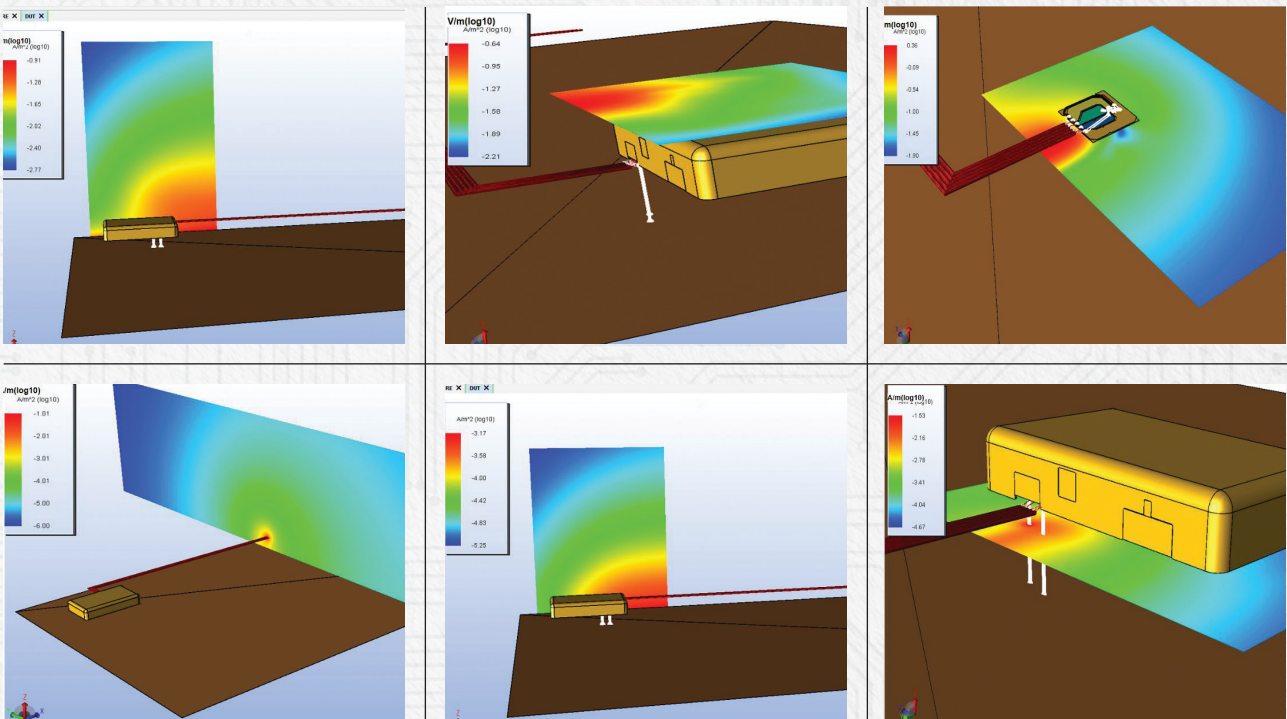 RE X DUT X
m(log10)
A/m^2 (log10)
-0.91
-1.28
-1.65
-2.02
-2.40
-2.77
Z
V/m(log10)
A/m^2 (log10)
-0.64
-0.95
-1.27
-1.58
-1.89
-2.21
m(log10)
A/m^2 (log10)
0.36
-0.09
-0.54
-1.00
-1.45
-1.90
/m(log10)
A/m^2 (log10)
-1.01
-2.01
-3.01
-4.01
-5.00
-6.00
Z
X
RE X DUT X
A/m^2 (log10)
-3.17
-3.58
-4.00
-4.42
-4.83
-5.25
Z
A/m(log10)
-1.53
-2.16
-2.78
-3.41
-4.04
-4.67